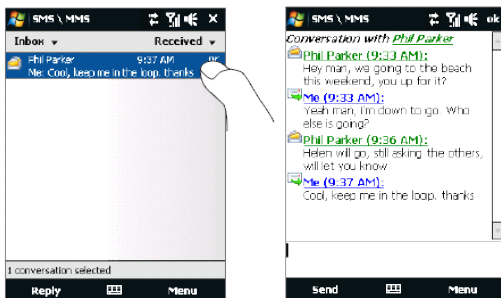 SMS \ MMS
Inbox
Received
Phil Parker 9:37 AM
Me: Cool, keep me in the loop. thanks
1 conversation selected
Reply
Menu
SMS \ MMS
ok
Conversation with Phil Parker
Phil Parker (9:33 AM):
Hey man, we going to the beach
this weekend, you up for it?
Me (9:33 AM):
Yeah man, i'm down to go. Who
else is going?
Phil Parker (9:36 AM):
Helen will go, still asking the others,
will let you know
Me (9:37 AM):
Cool, keep me in the loop. thanks
Send
Menu